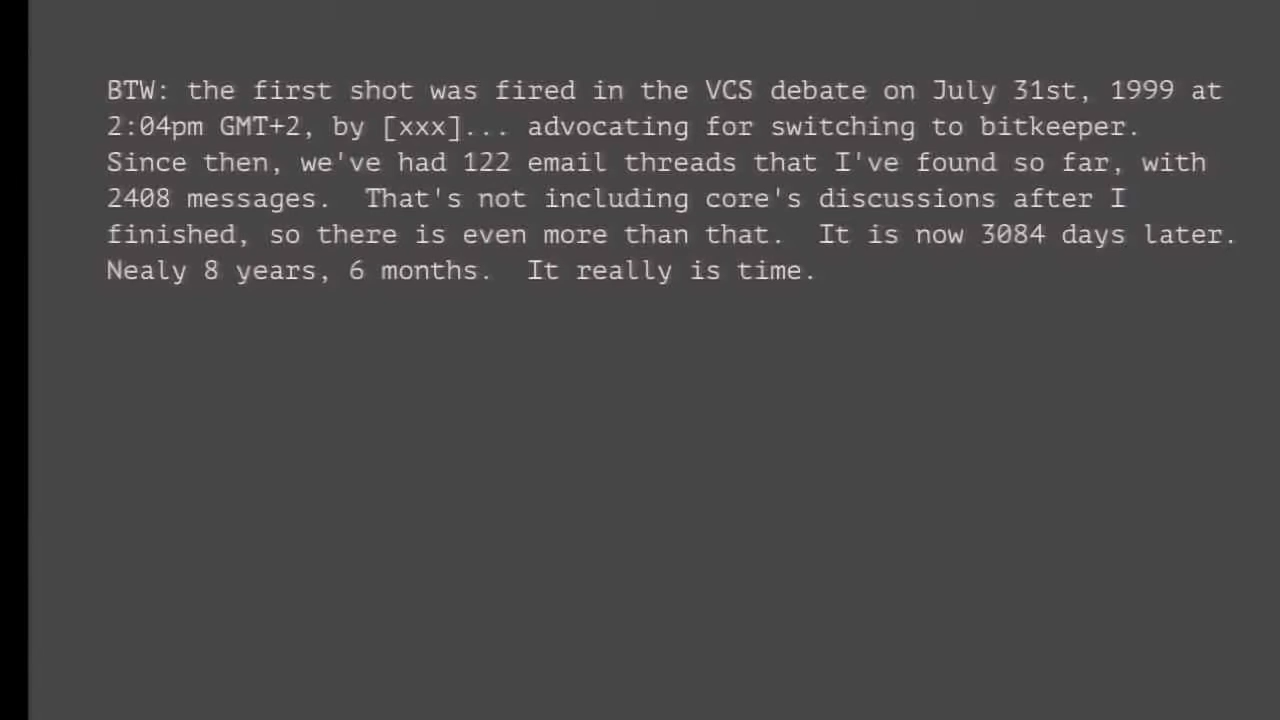 BTW: the first shot was fired in the VCS debate on July 31st, 1999 at
2:04pm GMT+2, by [xxx]... advocating for switching to bitkeeper.
Since then, we've had 122 email threads that I've found so far, with
2408 messages.  That's not including core's discussions after I
finished, so there is even more than that.  It is now 3084 days later.
Nealy 8 years, 6 months.  It really is time.